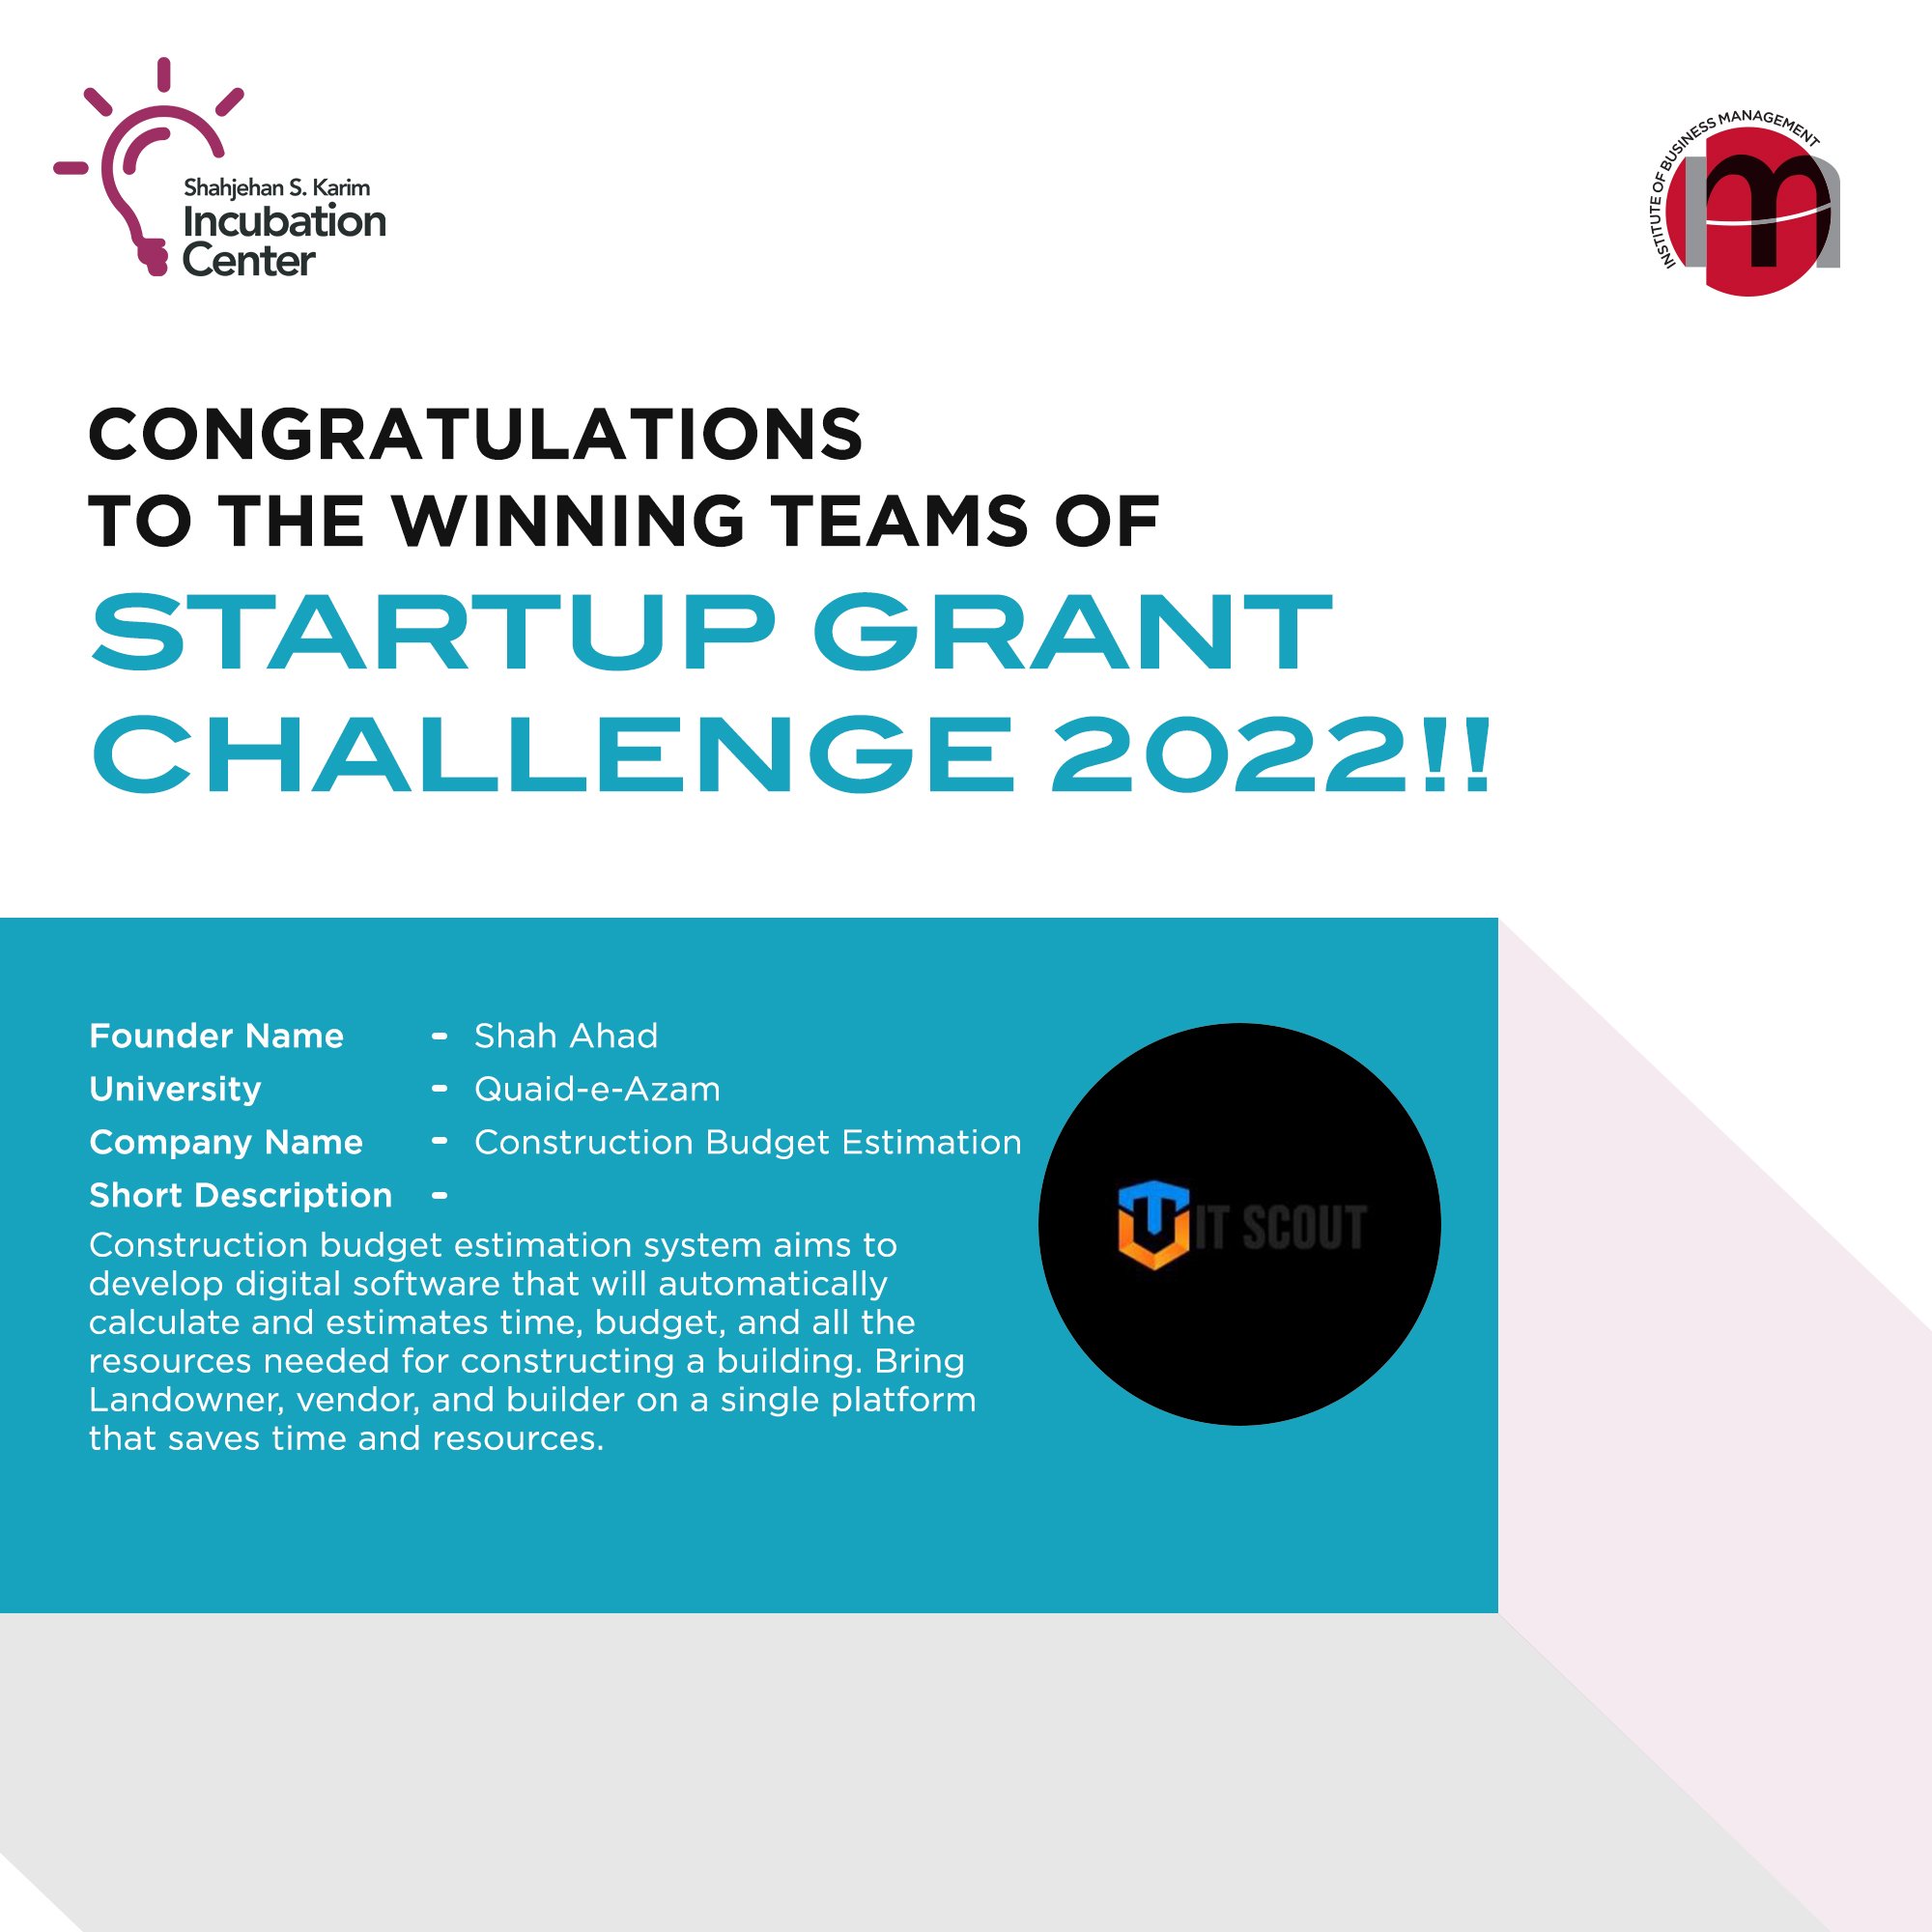 Shahjehan S. Karim
Incubation
Center
INSTITUTE OF BUSINESS MANAGEMENT
CONGRATULATIONS
TO THE WINNING TEAMS OF
STARTUP GRANT
CHALLENGE 2022!!
Founder Name - Shah Ahad
University - Quaid-e-Azam
Company Name - Construction Budget Estimation
Short Description -
Construction budget estimation system aims to
develop digital software that will automatically
calculate and estimates time, budget, and all the
resources needed for constructing a building. Bring
Landowner, vendor, and builder on a single platform
that saves time and resources.
IT SCOUT